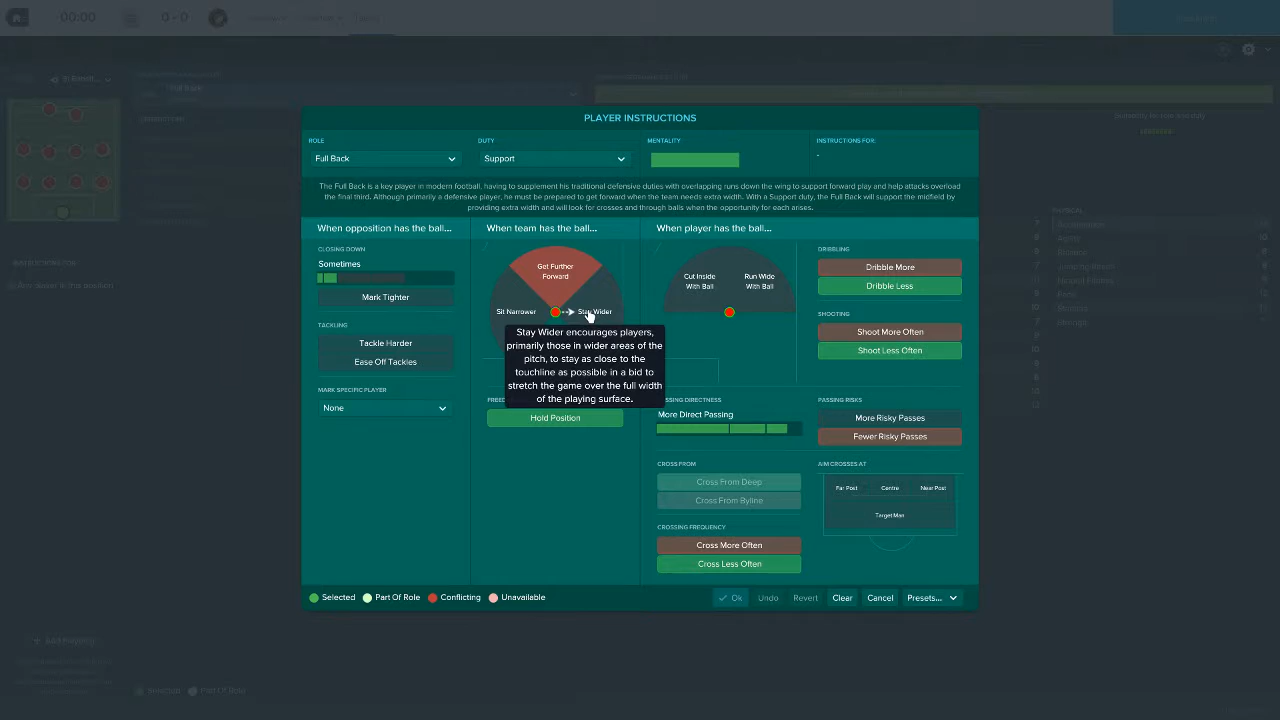 00:00
0 - 0
Full Back
PLAYER INSTRUCTIONS
ROLE
DUTY
MENTALITY
INSTRUCTIONS FOR:
Full Back
Support
-
The Full Back is a key player in modern football, having to supplement his traditional defensive duties with overlapping runs down the wing to support forward play and help attacks overload
the final third. Although primarily a defensive player, he must be prepared to get forward when the team needs extra width. With a Support duty, the Full Back will support the midfield by
providing extra width and will look for crosses and through balls when the opportunity for each arises.
When opposition has the ball...
When team has the ball...
When player has the ball...
CLOSING DOWN
Sometimes
Mark Tighter
TACKLING
Tackle Harder
Ease Off Tackles
MARK SPECIFIC PLAYER
None
Get Further
Forward
Sit Narrower
Stay Wider
Stay Wider encourages players,
primarily those in wider areas of the
pitch, to stay as close to the
touchline as possible in a bid to
stretch the game over the full width
of the playing surface.
Hold Position
Cut Inside
With Ball
Run Wide
With Ball
DRIBBLING
Dribble More
Dribble Less
SHOOTING
Shoot More Often
Shoot Less Often
DIRECTNESS
More Direct Passing
PASSING RISKS
More Risky Passes
Fewer Risky Passes
CROSS FROM
Cross From Deep
Cross From Byline
AIM CROSSES AT
Far Post
Centre
Near Post
Target Man
CROSSING FREQUENCY
Cross More Often
Cross Less Often
Selected
Part Of Role
Conflicting
Unavailable
Ok
Undo
Revert
Clear
Cancel
Presets...
PHYSICAL
Part Of Role